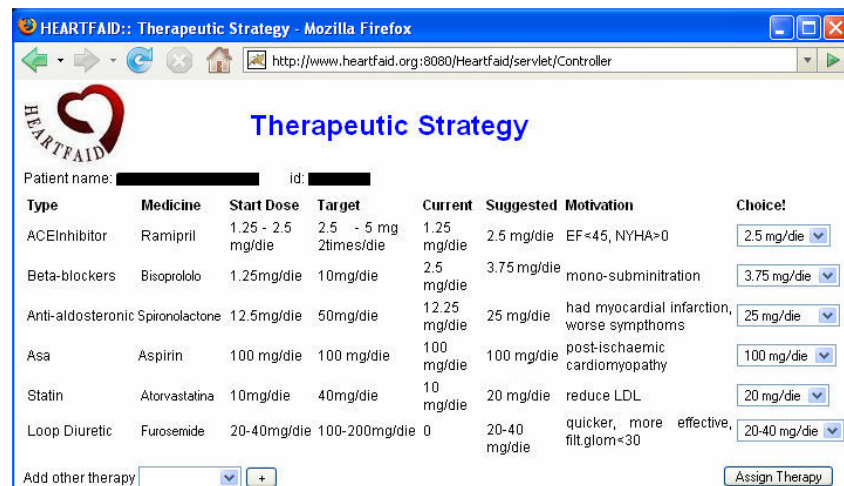 HEARTFAID:: Therapeutic Strategy - Mozilla Firefox
http://www.heartfaid.org:8080/Heartfaid/servlet/Controller
HEARTFAID
Therapeutic Strategy
Patient name: id:
Type Medicine Start Dose Target Current Suggested Motivation Choice!
ACEInhibitor Ramipril 1.25 - 2.5 mg/die 2.5 - 5 mg 2times/die 1.25 mg/die 2.5 mg/die EF<45, NYHA>0 2.5 mg/die
Beta-blockers Bisoprololo 1.25mg/die 10mg/die 2.5 mg/die 3.75 mg/die mono-subminitration 3.75 mg/die
Anti-aldosteronic Spironolactone 12.5mg/die 50mg/die 12.25 mg/die 25 mg/die had myocardial infarction, worse sympthoms 25 mg/die
Asa Aspirin 100 mg/die 100 mg/die 100 mg/die 100 mg/die post-ischaemic cardiomyopathy 100 mg/die
Statin Atorvastatina 10mg/die 40mg/die 10 mg/die 20 mg/die reduce LDL 20 mg/die
Loop Diuretic Furosemide 20-40mg/die 100-200mg/die 0 20-40 mg/die quicker, more effective, filt.glom<30 20-40 mg/die
Add other therapy + Assign Therapy